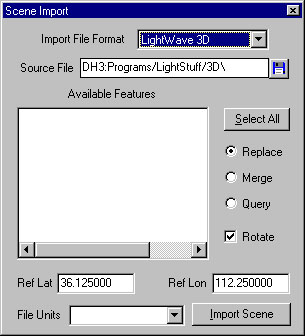 Scene Import
Import File Format LightWave 3D
Source File DH3:Programs/LightStuff/3D\
Available Features
Select All
Replace
Merge
Query
Rotate
Ref Lat 36.125000 Ref Lon 112.250000
File Units Import Scene